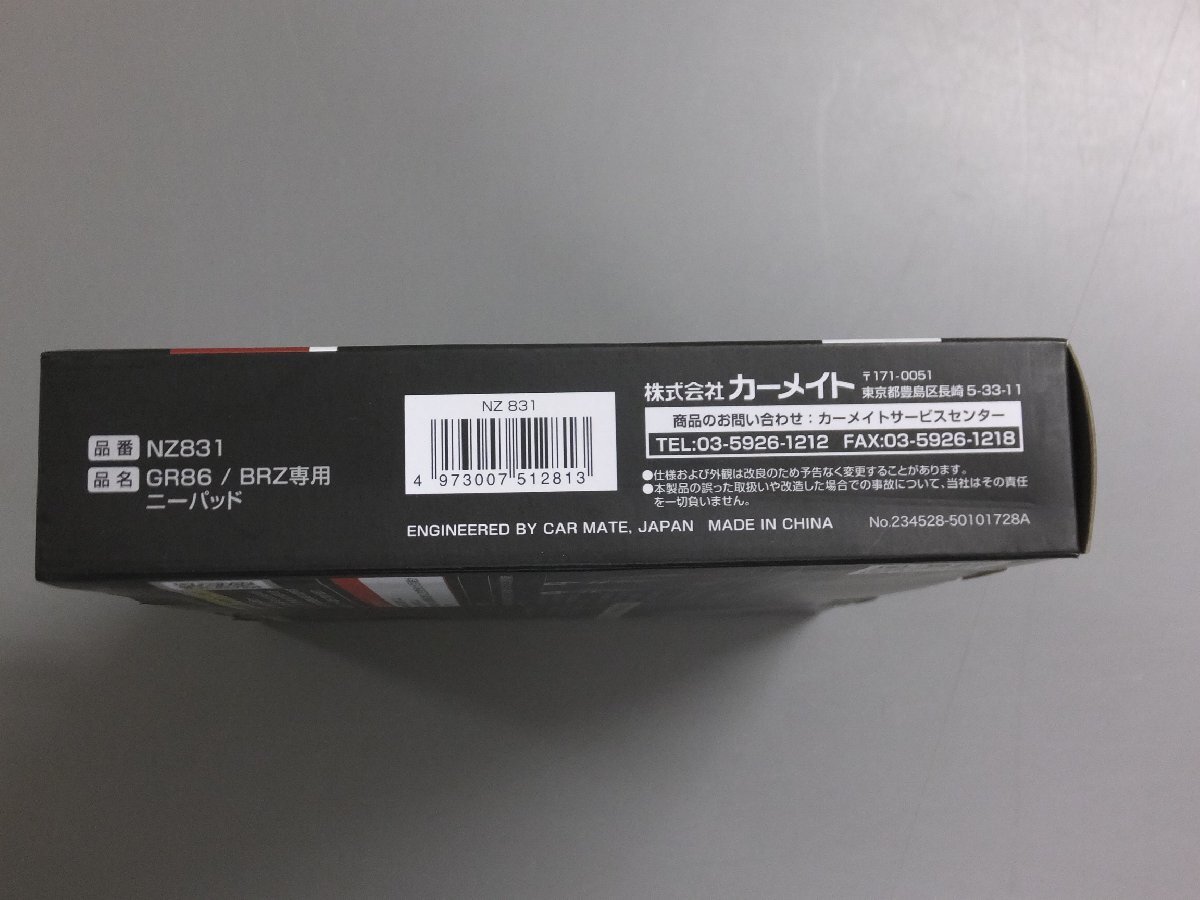 品番 NZ831
品名 GR86 / BRZ専用
ニーパッド
NZ 831
4 973007 512813
株式会社 カーメイト
〒171-0051
東京都豊島区長崎 5-33-11
商品のお問い合わせ：カーメイトサービスセンター
TEL:03-5926-1212 FAX:03-5926-1218
●仕様および外観は改良のため予告なく変更することがあります。
●本製品の誤った取扱いや改造した場合での事故について、当社はその責任
を一切負いません。
ENGINEERED BY CAR MATE, JAPAN MADE IN CHINA
No.234528-50101728A